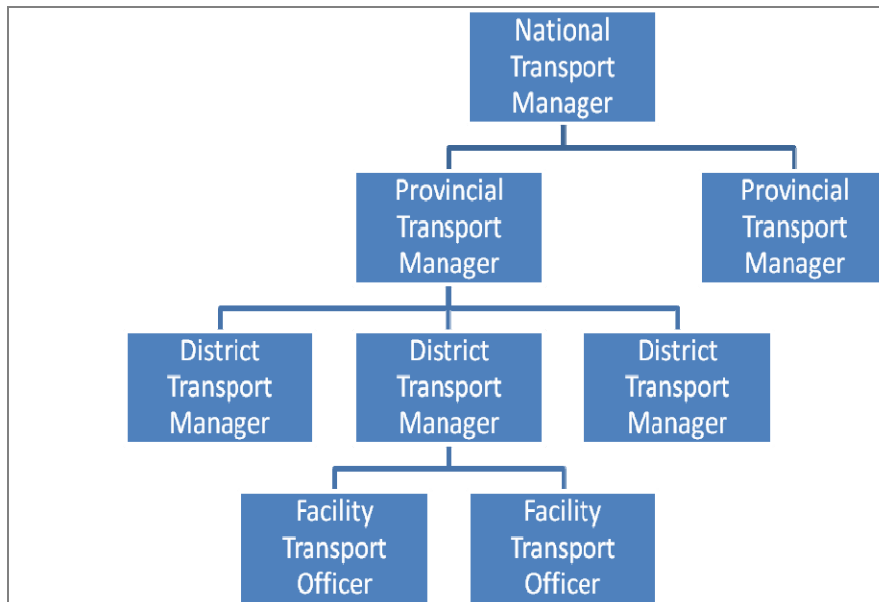 National
Transport
Manager
Provincial
Transport
Manager
Provincial
Transport
Manager
District
Transport
Manager
District
Transport
Manager
District
Transport
Manager
Facility
Transport
Officer
Facility
Transport
Officer